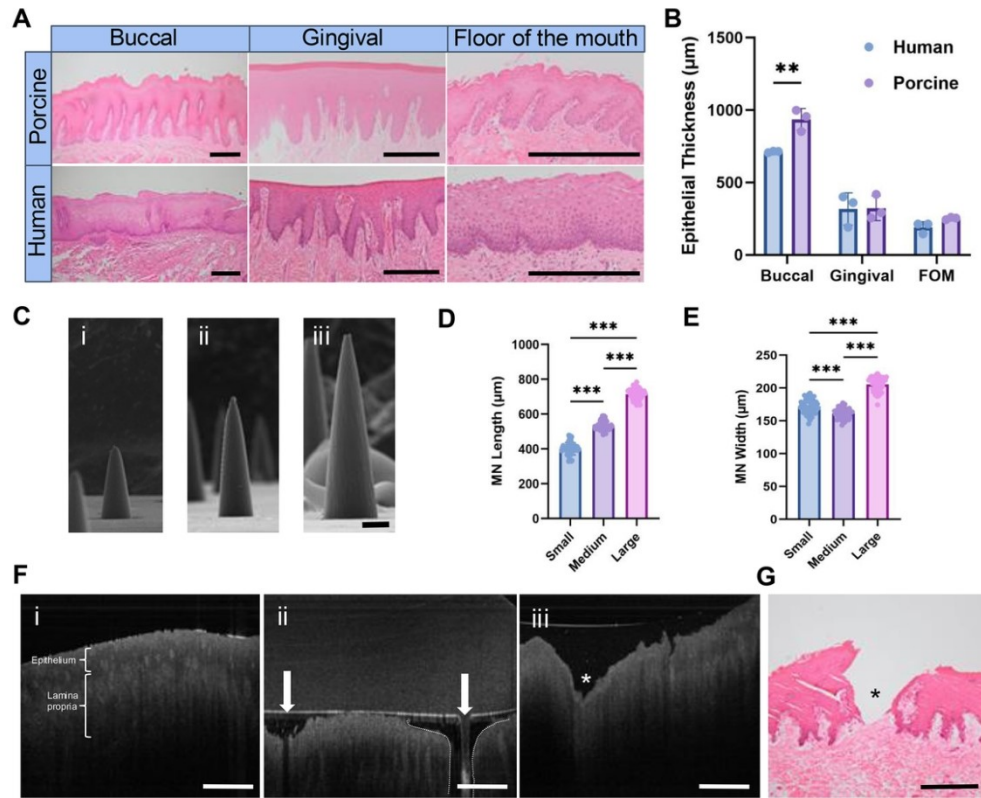 A
Buccal
Gingival
Floor of the mouth
Porcine
Human
B
Epithelial Thickness (µm)
1500
1000
500
0
Human
Porcine
**
Buccal
Gingival
FOM
C
i
ii
iii
D
MN Length (µm)
1000
800
600
400
200
0
***
***
***
Small
Medium
Large
E
MN Width (µm)
250
200
150
100
50
0
***
***
***
Small
Medium
Large
F
i
Epithelium
Lamina
propria
ii
iii
*
G
*